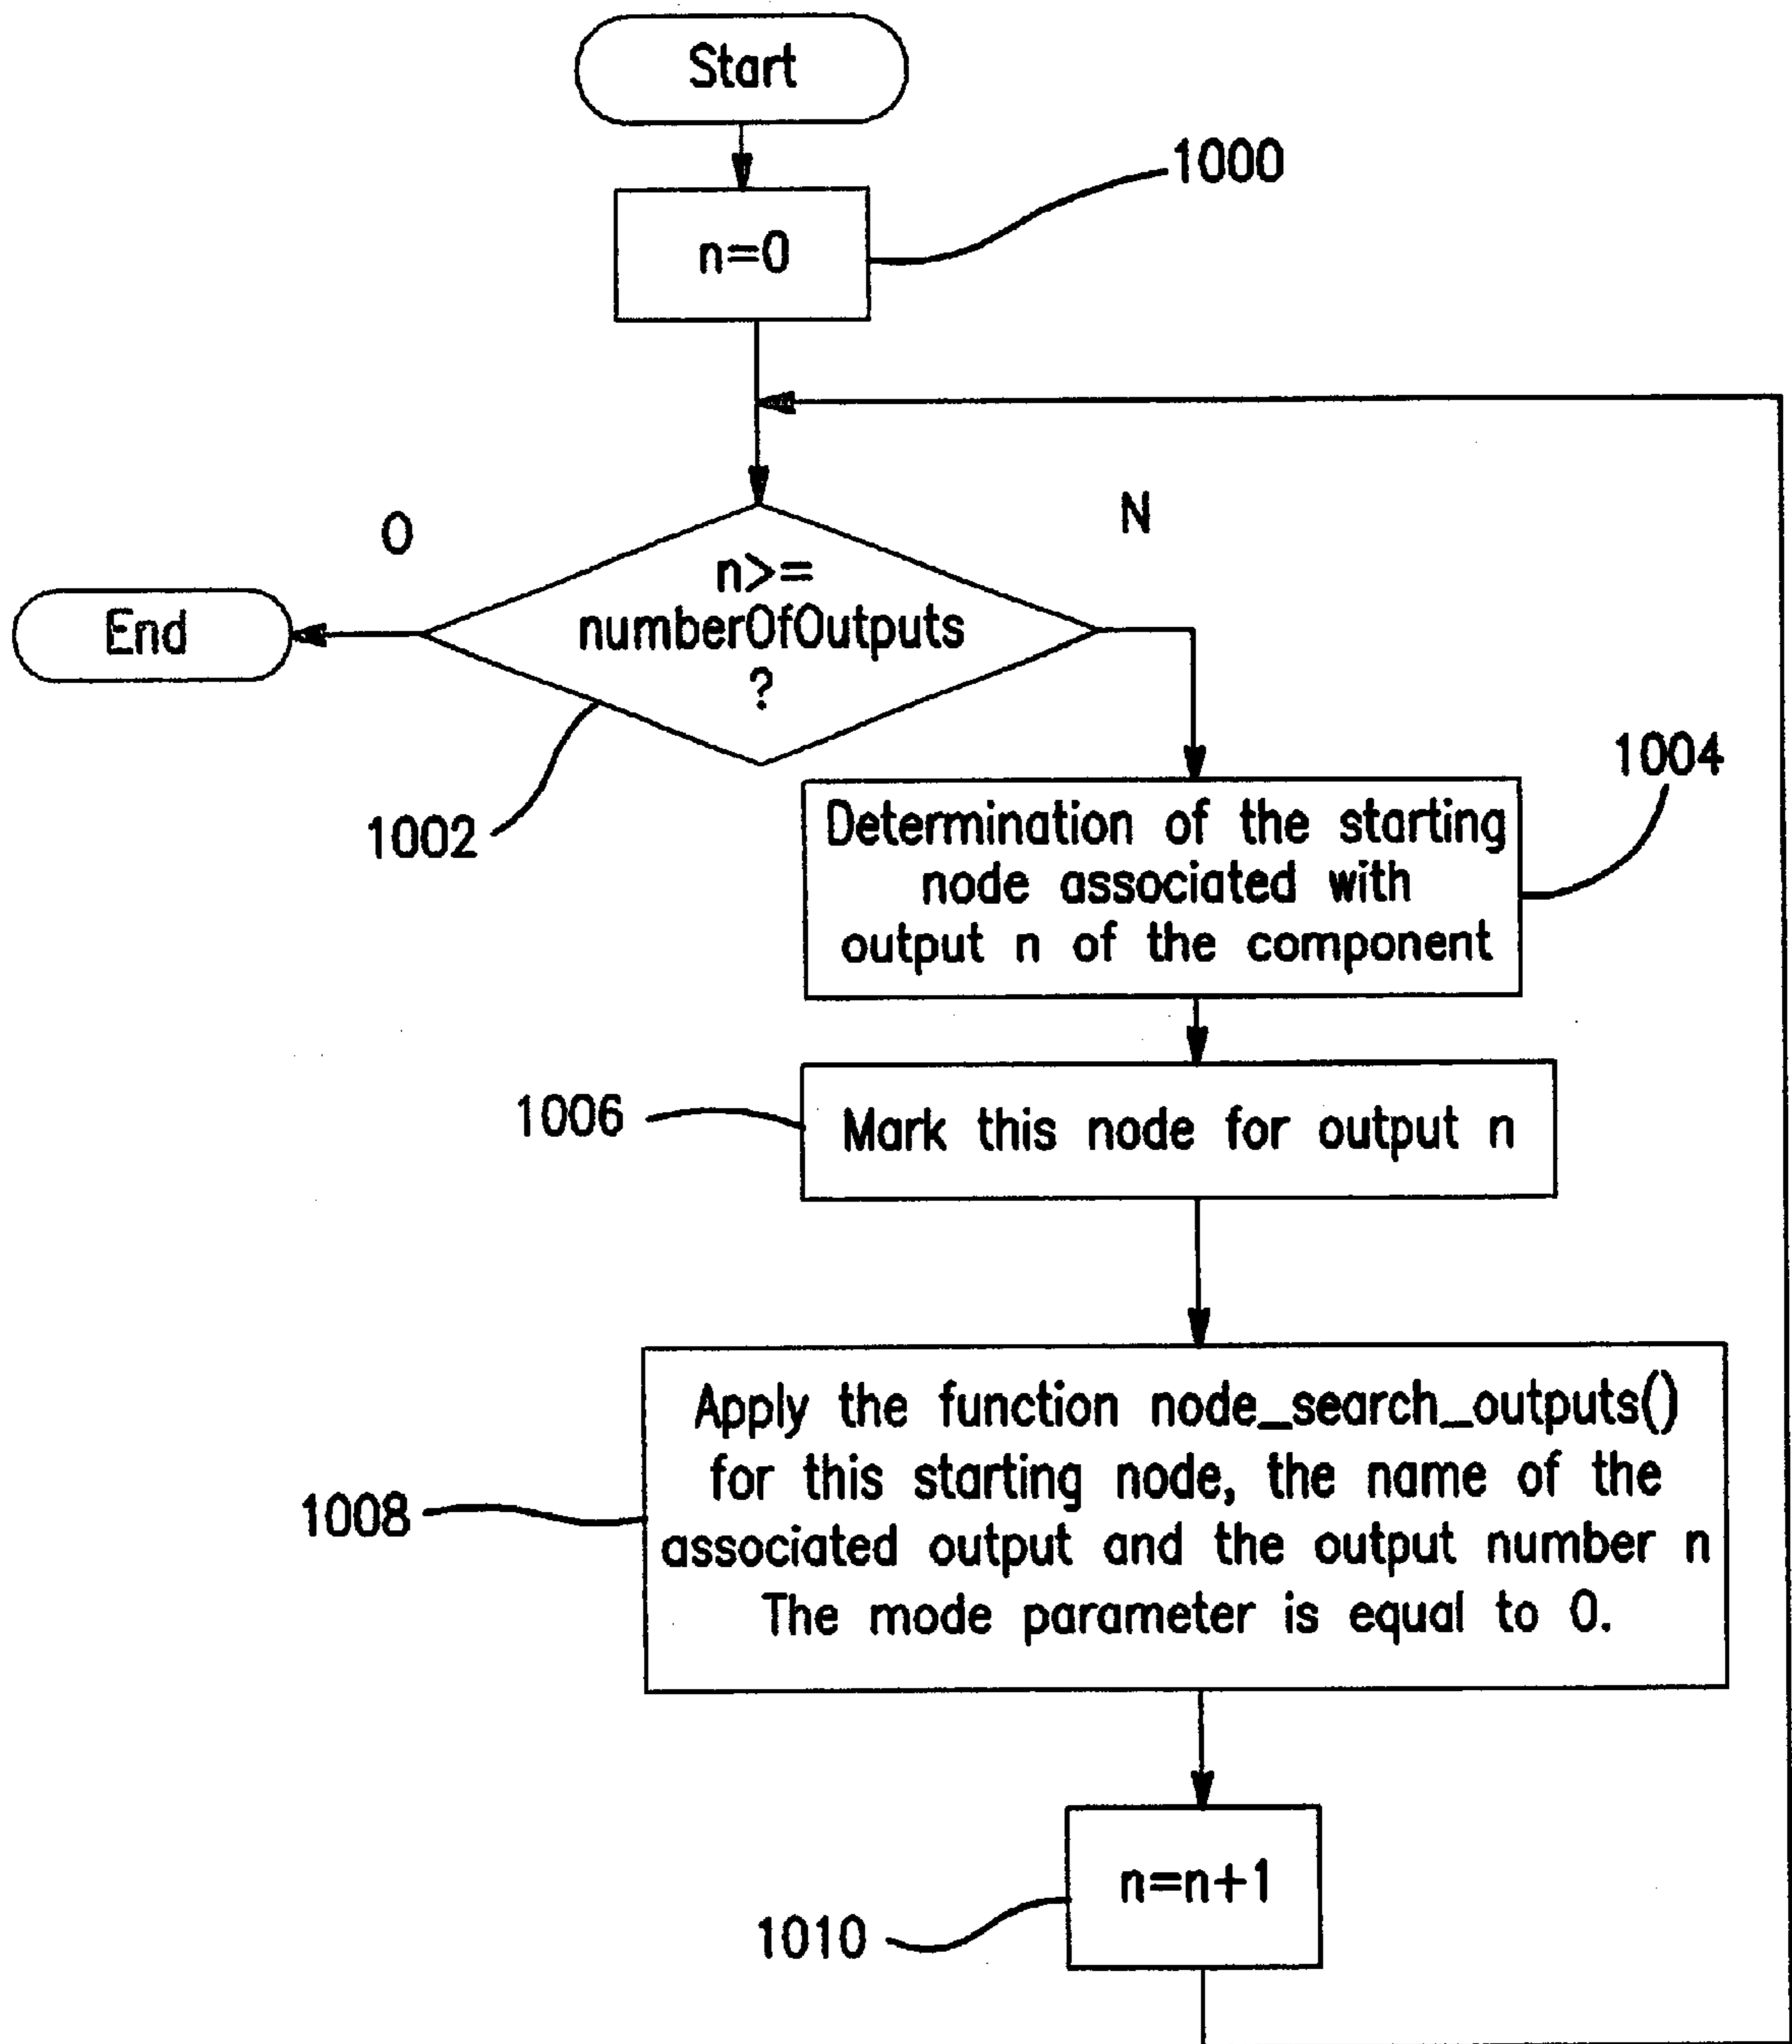 Start
1000
n=0
O
N
n>=
numberOfOutputs
?
End
1002
1004
Determination of the starting
node associated with
output n of the component
1006
Mark this node for output n
Apply the function node_search_outputs()
for this starting node, the name of the
associated output and the output number n
The mode parameter is equal to 0.
1008
n=n+1
1010